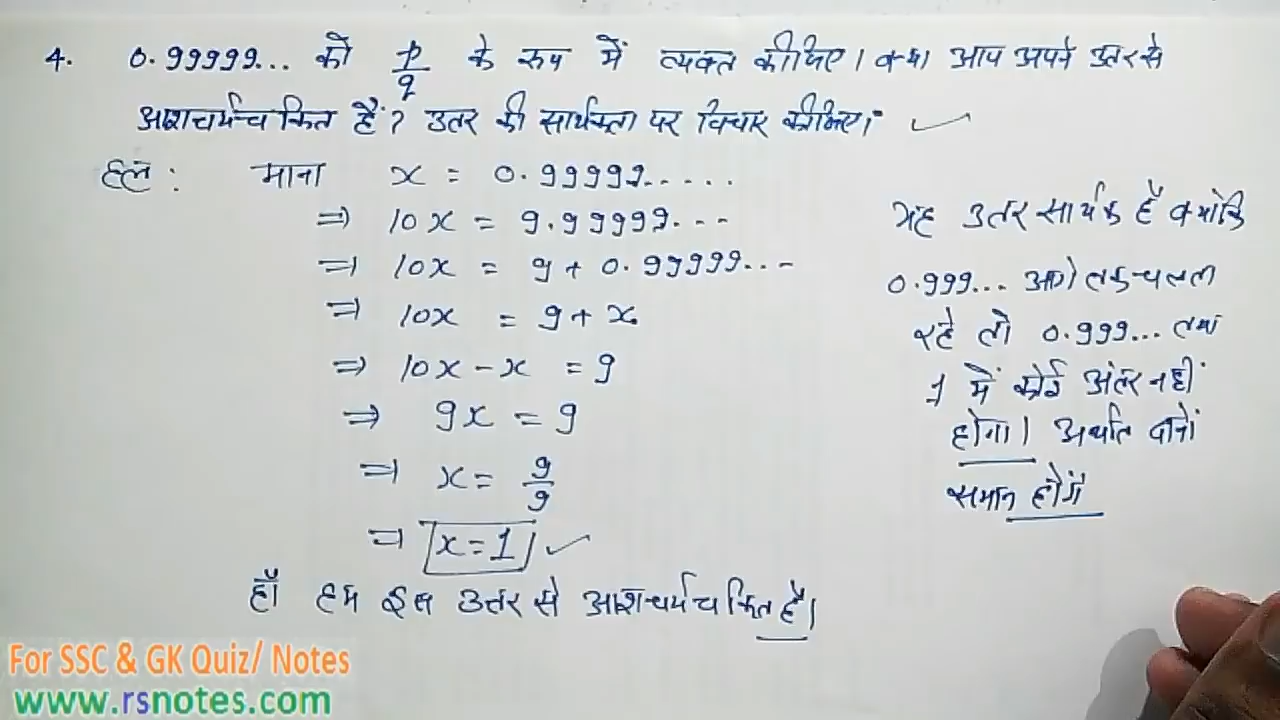 4. 0.99999... को p/q के रूप में व्यक्त कीजिए। क्या आप अपने उत्तर से
आश्चर्यचकित हैं? उत्तर की सार्थकता पर विचार कीजिए।
हल: माना x = 0.99999.....
⇒ 10x = 9.99999...
⇒ 10x = 9 + 0.99999...
⇒ 10x = 9 + x
⇒ 10x - x = 9
⇒ 9x = 9
⇒ x = 9/9
⇒ x = 1
हाँ हम इस उत्तर से आश्चर्यचकित हैं।
यह उत्तर सार्थक है क्योंकि
0.999... आगे तक चलता
रहे तो 0.999... तथा
1 में कोई अंतर नहीं
होगा। अर्थात दोनों
समान होगें
For SSC & GK Quiz/ Notes
www.rsnotes.com